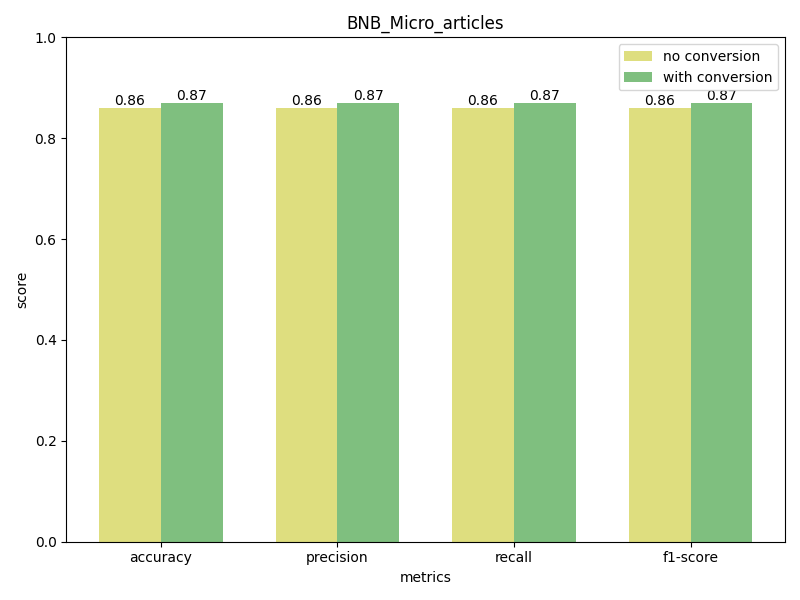 BNB_Micro_articles
no conversion
with conversion
1.0
0.8
0.6
0.4
0.2
0.0
score
0.86 0.87 0.86 0.87 0.86 0.87 0.86 0.87
accuracy precision recall f1-score
metrics